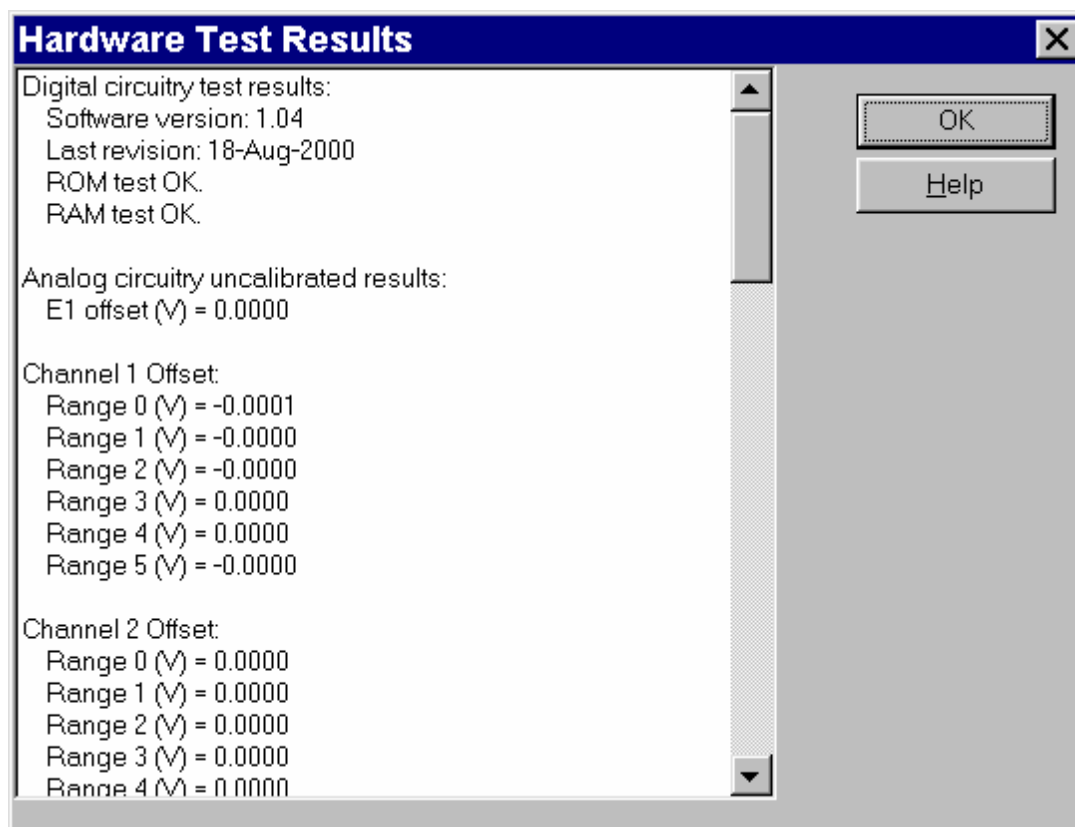 Hardware Test Results
Digital circuitry test results:
Software version: 1.04
Last revision: 18-Aug-2000
ROM test OK.
RAM test OK.
Analog circuitry uncalibrated results:
E1 offset (V) = 0.0000
Channel 1 Offset:
Range 0 (V) = -0.0001
Range 1 (V) = -0.0000
Range 2 (V) = -0.0000
Range 3 (V) = 0.0000
Range 4 (V) = 0.0000
Range 5 (V) = -0.0000
Channel 2 Offset:
Range 0 (V) = 0.0000
Range 1 (V) = 0.0000
Range 2 (V) = 0.0000
Range 3 (V) = 0.0000
Range 4 (V) = 0.0000
OK
Help